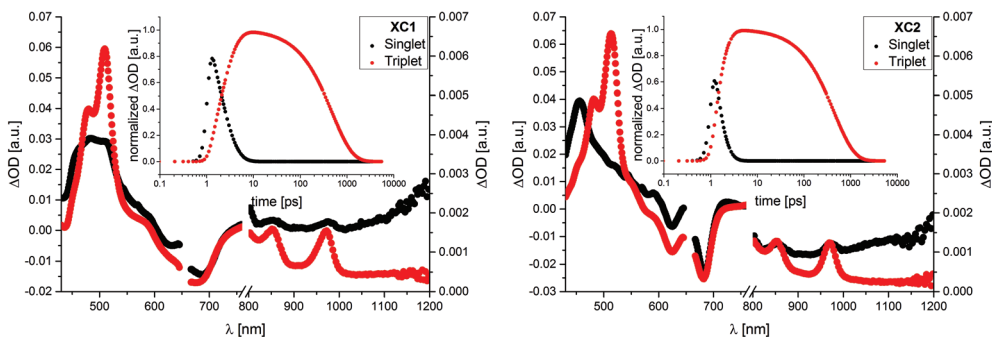 XC1
Singlet
Triplet
normalized ΔOD [a.u.]
1.0
0.8
0.6
0.4
0.2
0.0
0.1 1 10 100 1000 10000
time [ps]
ΔOD [a.u.]
0.06
0.05
0.04
0.03
0.02
0.01
0.00
-0.01
-0.02
0.007
0.006
0.005
0.004
0.003
0.002
0.001
0.000
ΔOD [a.u.]
500 600 700 800 900 1000 1100 1200
λ [nm]
XC2
Singlet
Triplet
normalized ΔOD [a.u.]
1.0
0.8
0.6
0.4
0.2
0.0
0.1 1 10 100 1000 10000
time [ps]
ΔOD [a.u.]
0.07
0.06
0.05
0.04
0.03
0.02
0.01
0.00
-0.01
-0.02
-0.03
0.007
0.006
0.005
0.004
0.003
0.002
0.001
0.000
ΔOD [a.u.]
500 600 700 800 900 1000 1100 1200
λ [nm]